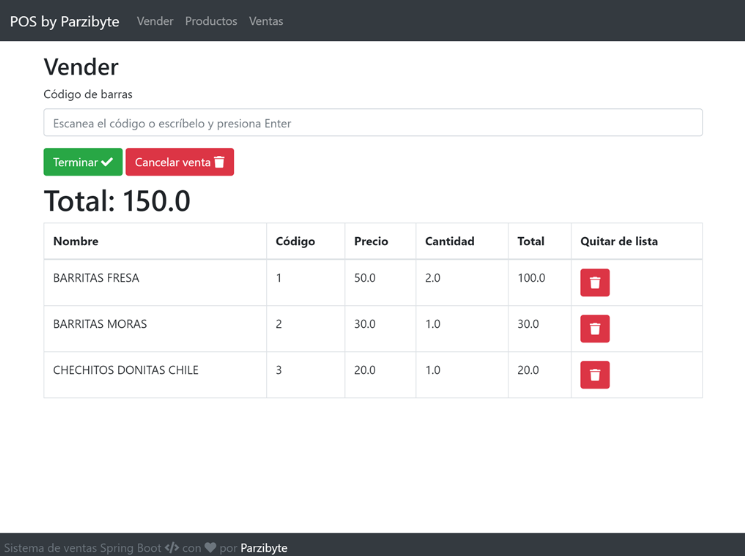 POS by Parzibyte Vender Productos Ventas
Vender
Código de barras
Escanea el código o escríbelo y presiona Enter
Terminar Cancelar venta
Total: 150.0
Nombre Código Precio Cantidad Total Quitar de lista
BARRITAS FRESA 1 50.0 2.0 100.0
BARRITAS MORAS 2 30.0 1.0 30.0
CHECHITOS DONITAS CHILE 3 20.0 1.0 20.0
Sistema de ventas Spring Boot con por Parzibyte